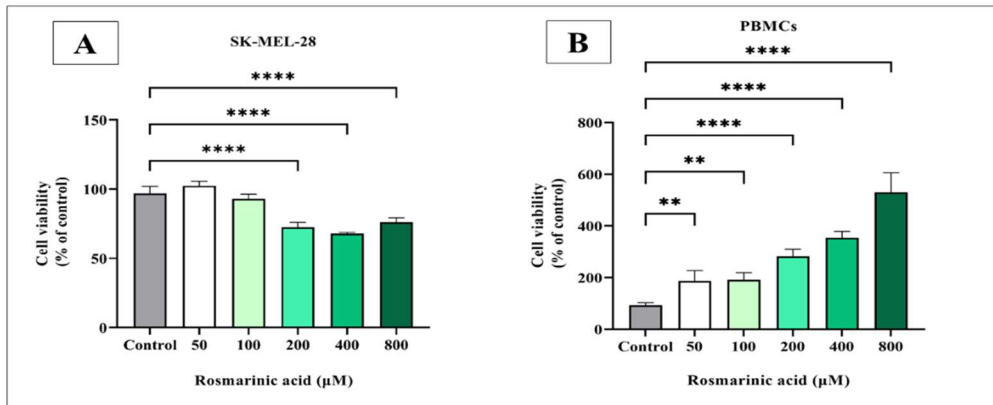 A
SK-MEL-28
****
****
****
150
100
50
0
Cell viability
(% of control)
Control 50 100 200 400 800
Rosmarinic acid (µM)
B
PBMCs
****
****
****
**
**
800
600
400
200
0
Cell viability
(% of control)
Control 50 100 200 400 800
Rosmarinic acid (µM)